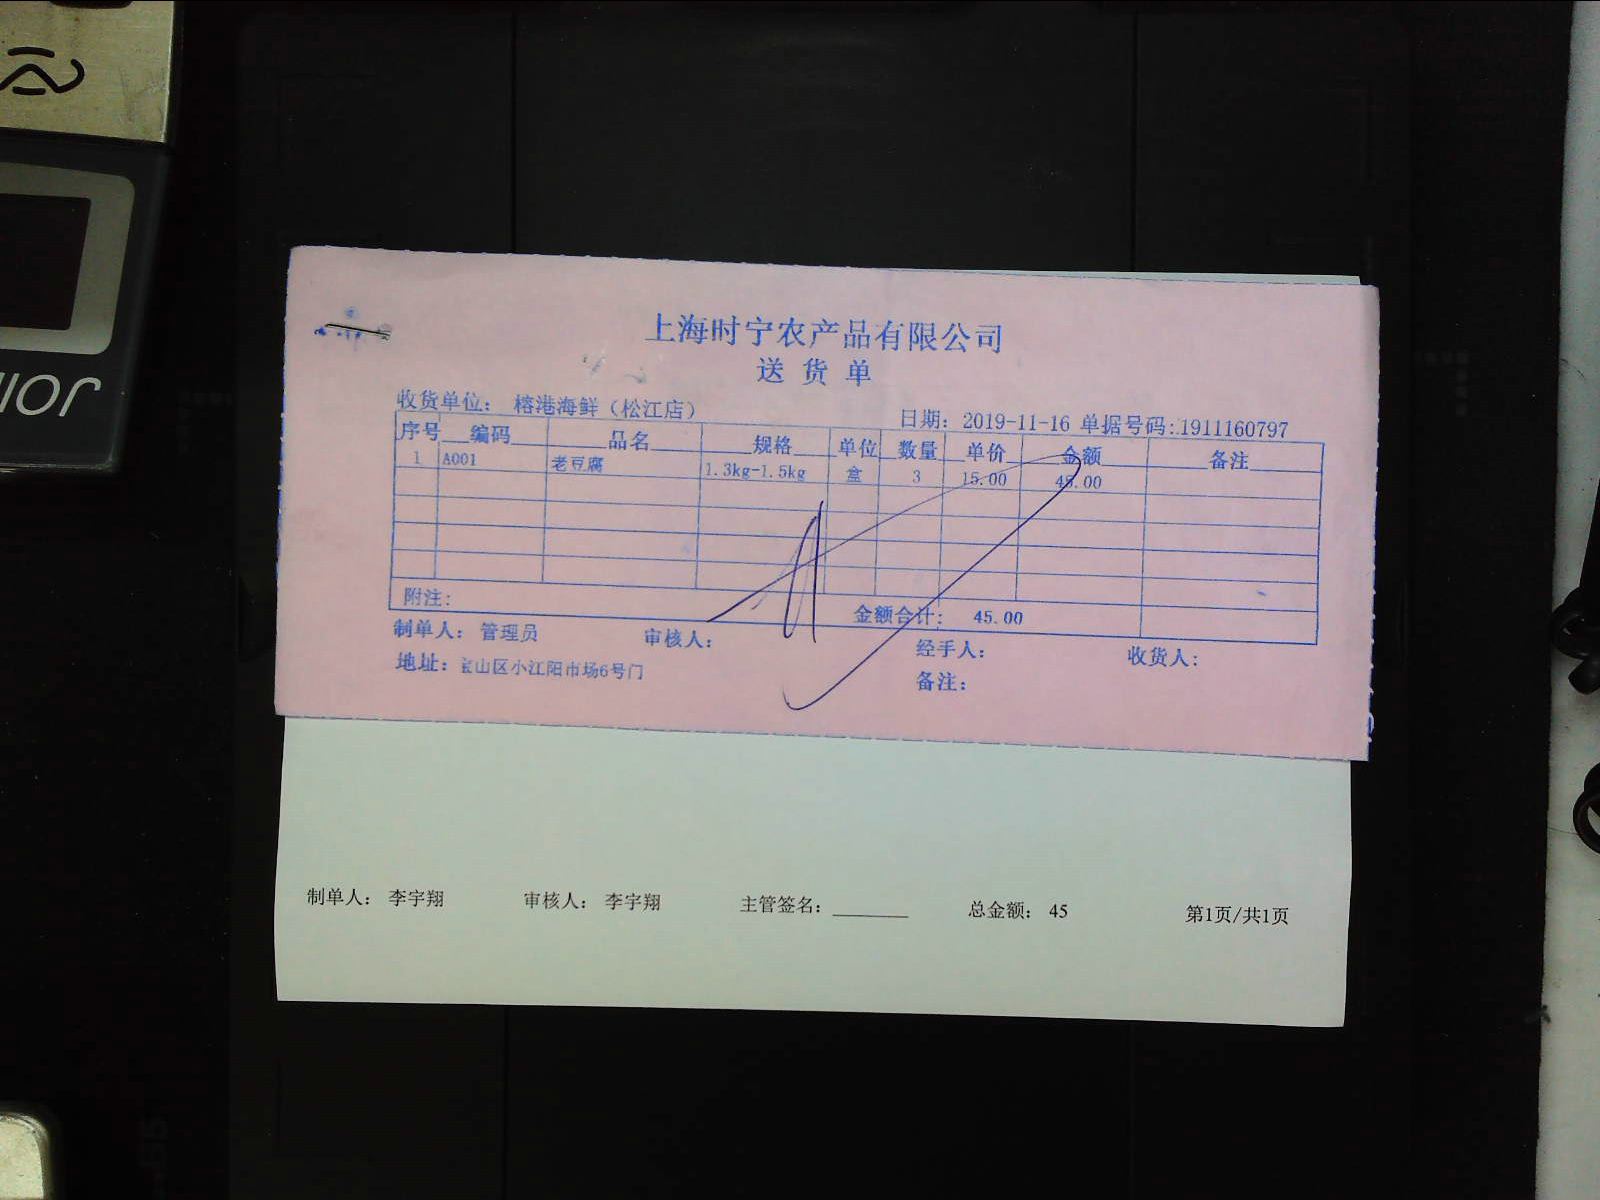 上海时宁农产品有限公司
送货单
收货单位： 榕港海鲜（松江店） 日期：2019-11-16 单据号码:1911160797
序号 编码 品名 规格 单位 数量 单价 金额 备注
1 A001 老豆腐 1.3kg-1.5kg 盒 3 15.00 45.00
附注: 金额合计: 45.00
制单人： 管理员 审核人: 经手人: 收货人:
地址: 宝山区小江阳市场6号门 备注:
制单人： 李宇翔 审核人： 李宇翔 主管签名：______ 总金额： 45 第1页/共1页